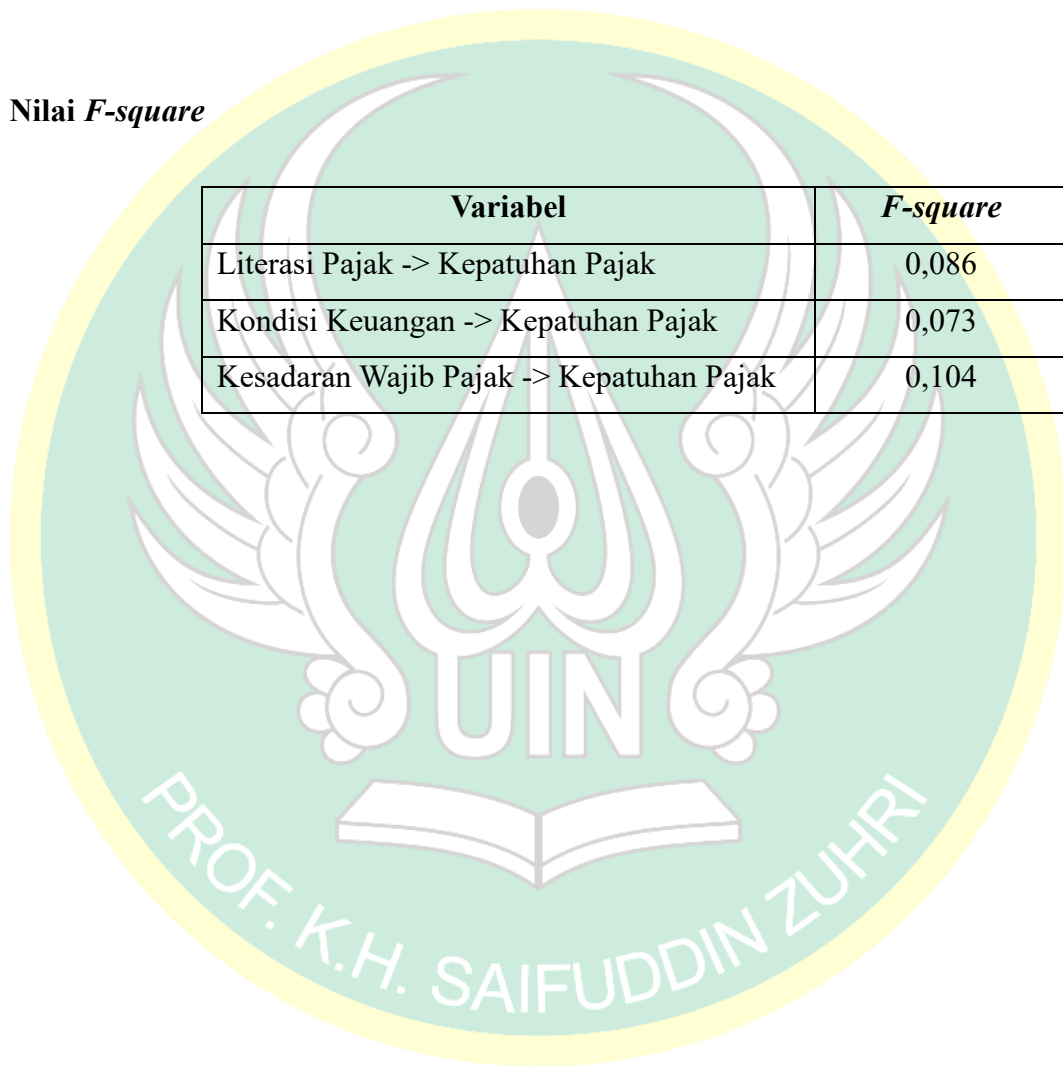 Nilai F-square
Variabel F-square
Literasi Pajak -> Kepatuhan Pajak 0,086
Kondisi Keuangan -> Kepatuhan Pajak 0,073
Kesadaran Wajib Pajak -> Kepatuhan Pajak 0,104
UIN
PROF. K.H. SAIFUDDIN ZUHRI